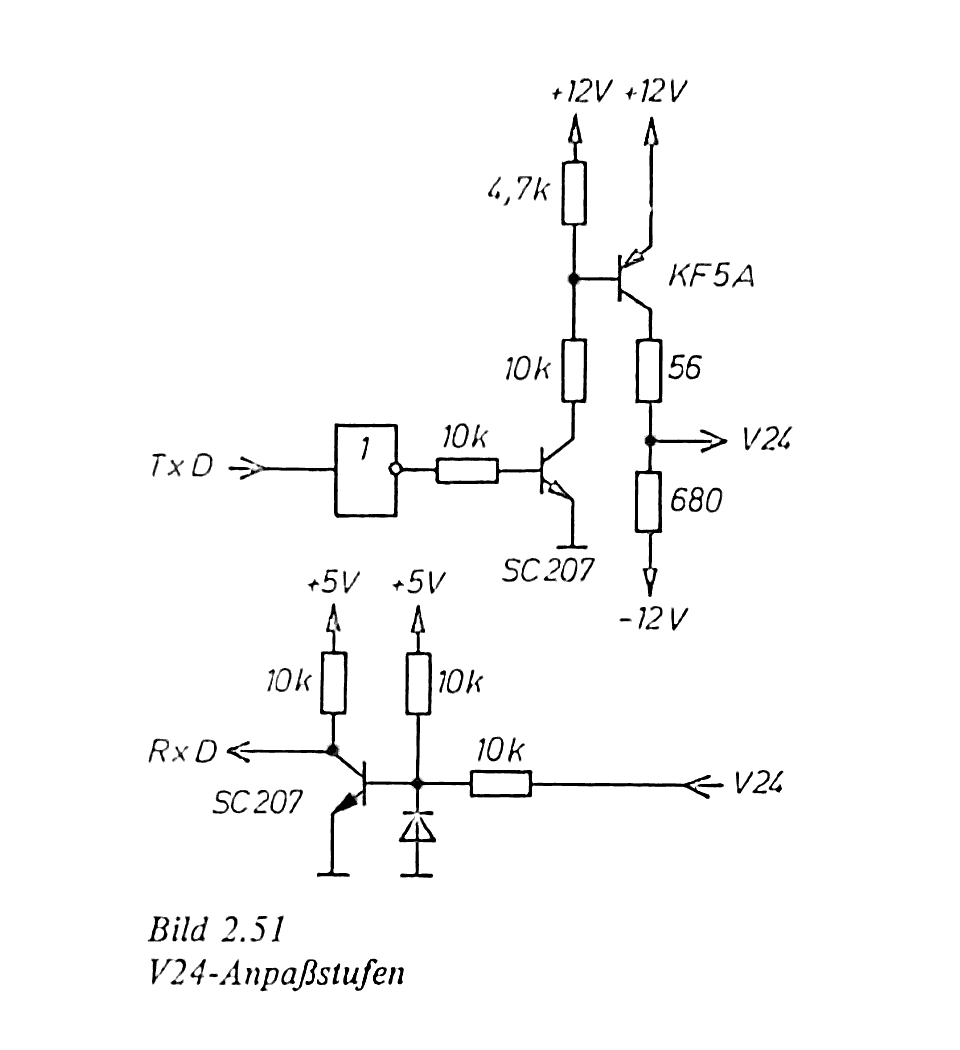 +12V +12V
4,7k
KF5A
10k
56
V24
10k
1
TxD
680
SC207
-12V
+5V +5V
10k
10k
10k
RxD
V24
SC207
Bild 2.51
V24-Anpaßstufen